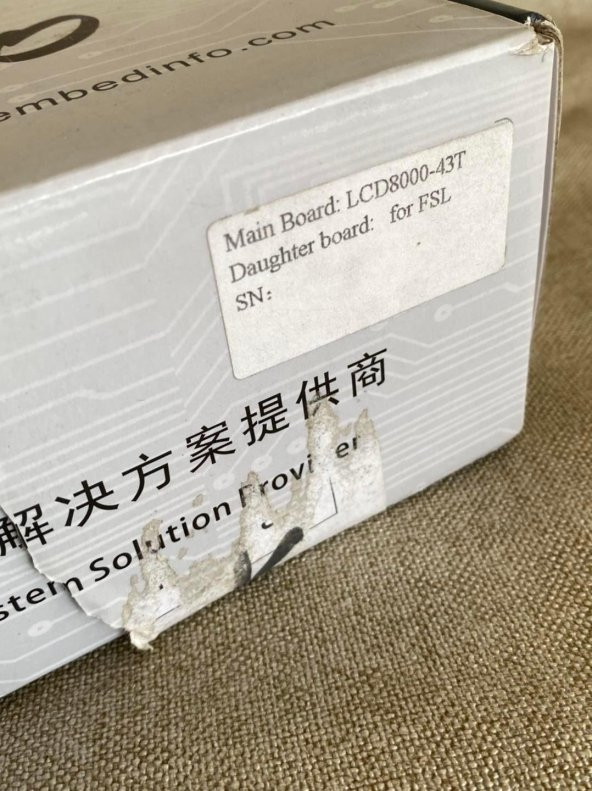 embedinfo.com
Main Board: LCD8000-43T
Daughter board: for FSL
SN:
解决方案提供商
Solution